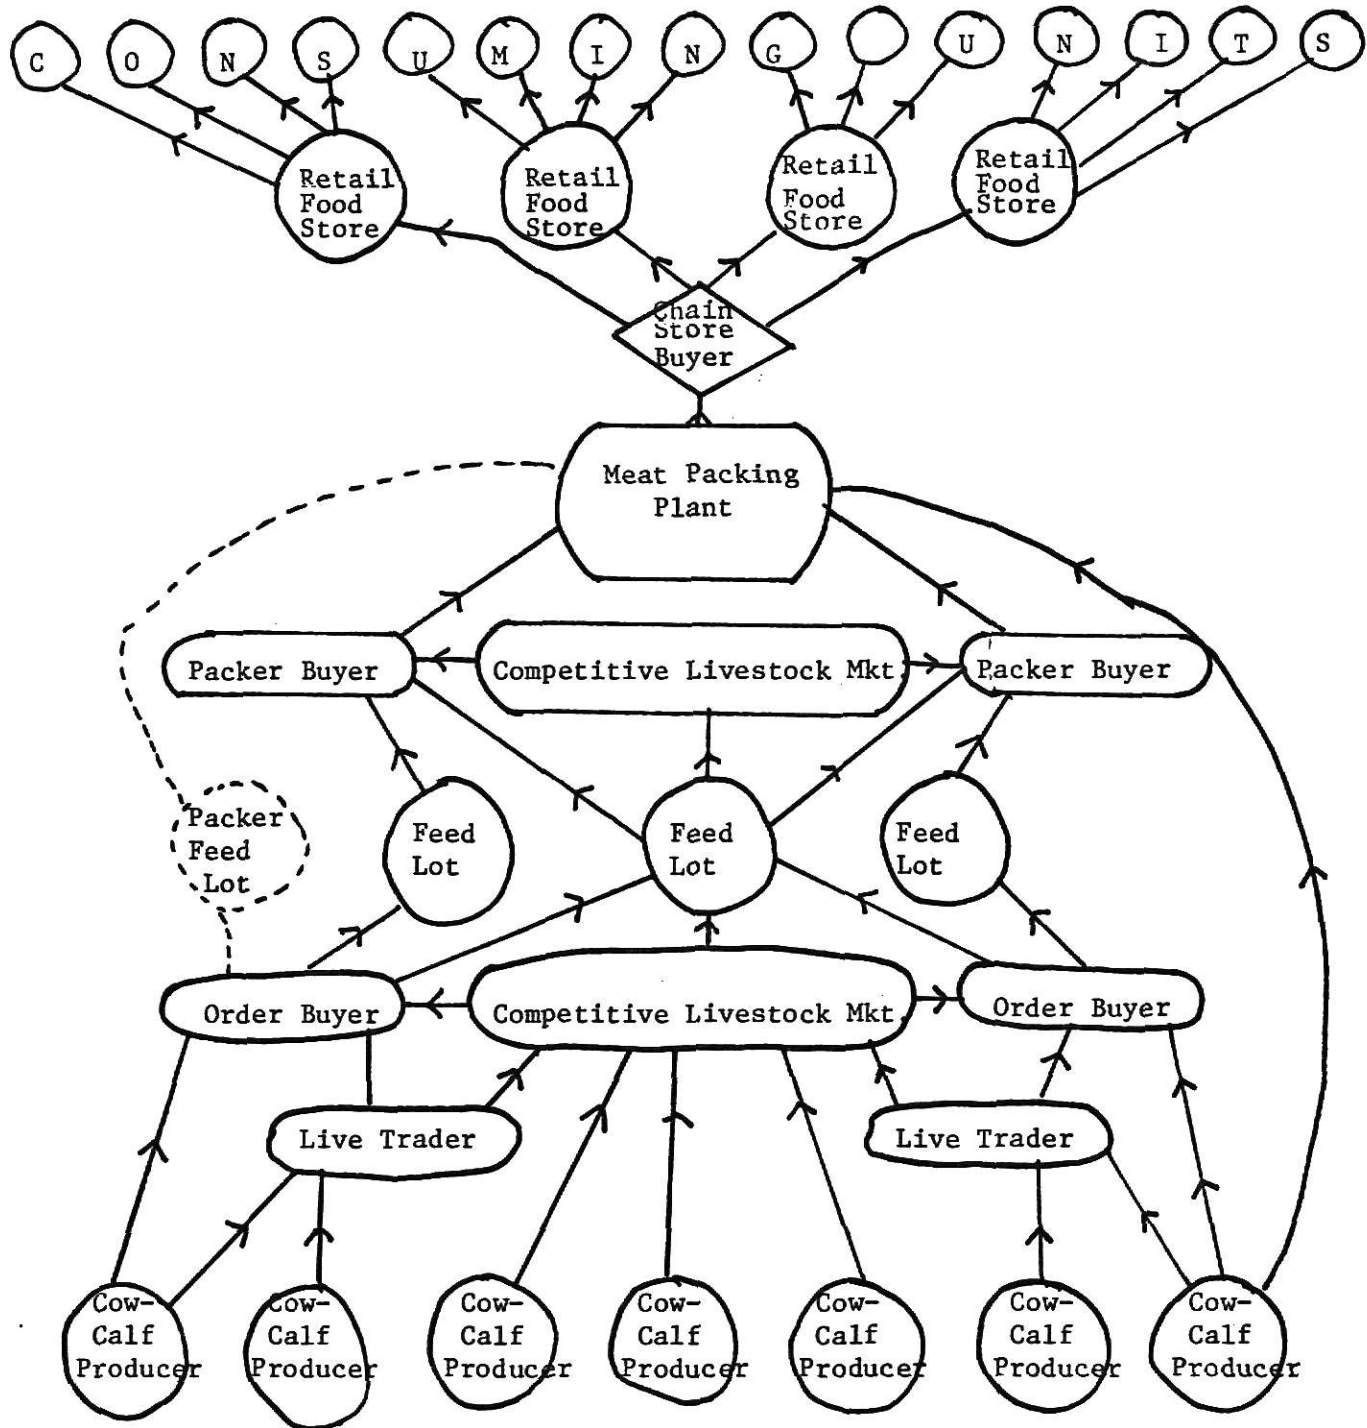 C O N S U M I N G U N I T S
Retail
Food
Store
Retail
Food
Store
Retail
Food
Store
Retail
Food
Store
Chain
Store
Buyer
Meat Packing
Plant
Packer Buyer
Competitive Livestock Mkt.
Packer Buyer
Packer
Feed
Lot
Feed
Lot
Feed
Lot
Feed
Lot
Order Buyer
Competitive Livestock Mkt.
Order Buyer
Live Trader
Live Trader
Cow-
Calf
Producer
Cow-
Calf
Producer
Cow-
Calf
Producer
Cow-
Calf
Producer
Cow-
Calf
Producer
Cow-
Calf
Producer
Cow-
Calf
Producer